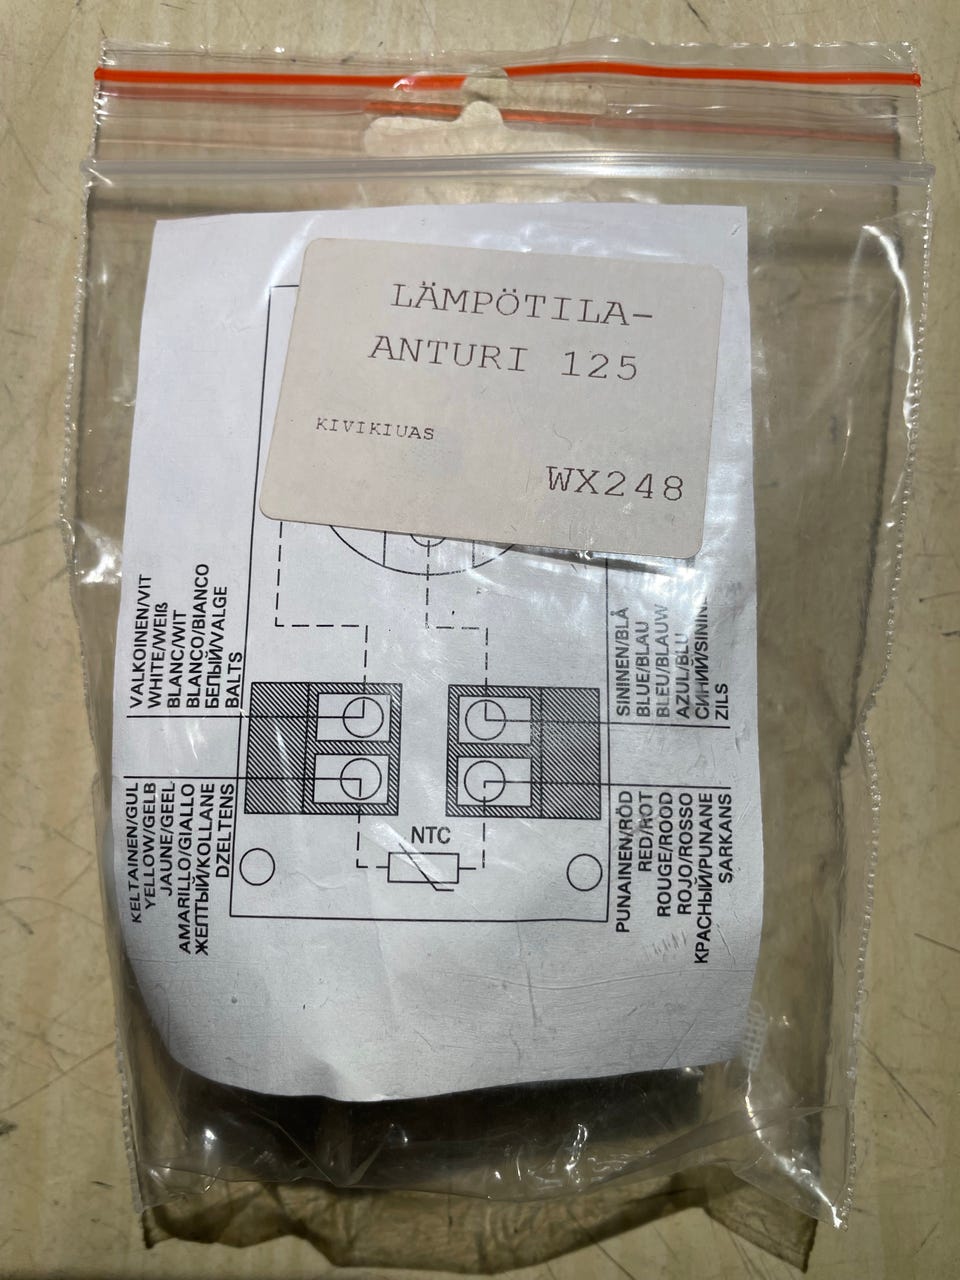 LÄMPÖTILA-
ANTURI 125
KIVIKIUAS
WX248
VALKOINEN/VIT
WHITE/WEIß
BLANC/WIT
BLANCO/BIANCO
БЕЛЫЙ/VALGE
BALTS
SININEN/BLÅ
BLUE/BLAU
BLEU/BLAUW
AZUL/BLU
СИНИЙ/SININE
ZILS
KELTAINEN/GUL
YELLOW/GELB
JAUNE/GEEL
AMARILLO/GIALLO
ЖЕЛТЫЙ/KOLLANE
DZELTENS
NTC
PUNAINEN/RÖD
RED/ROT
ROUGE/ROOD
ROJO/ROSSO
КРАСНЫЙ/PUNANE
SARKANS